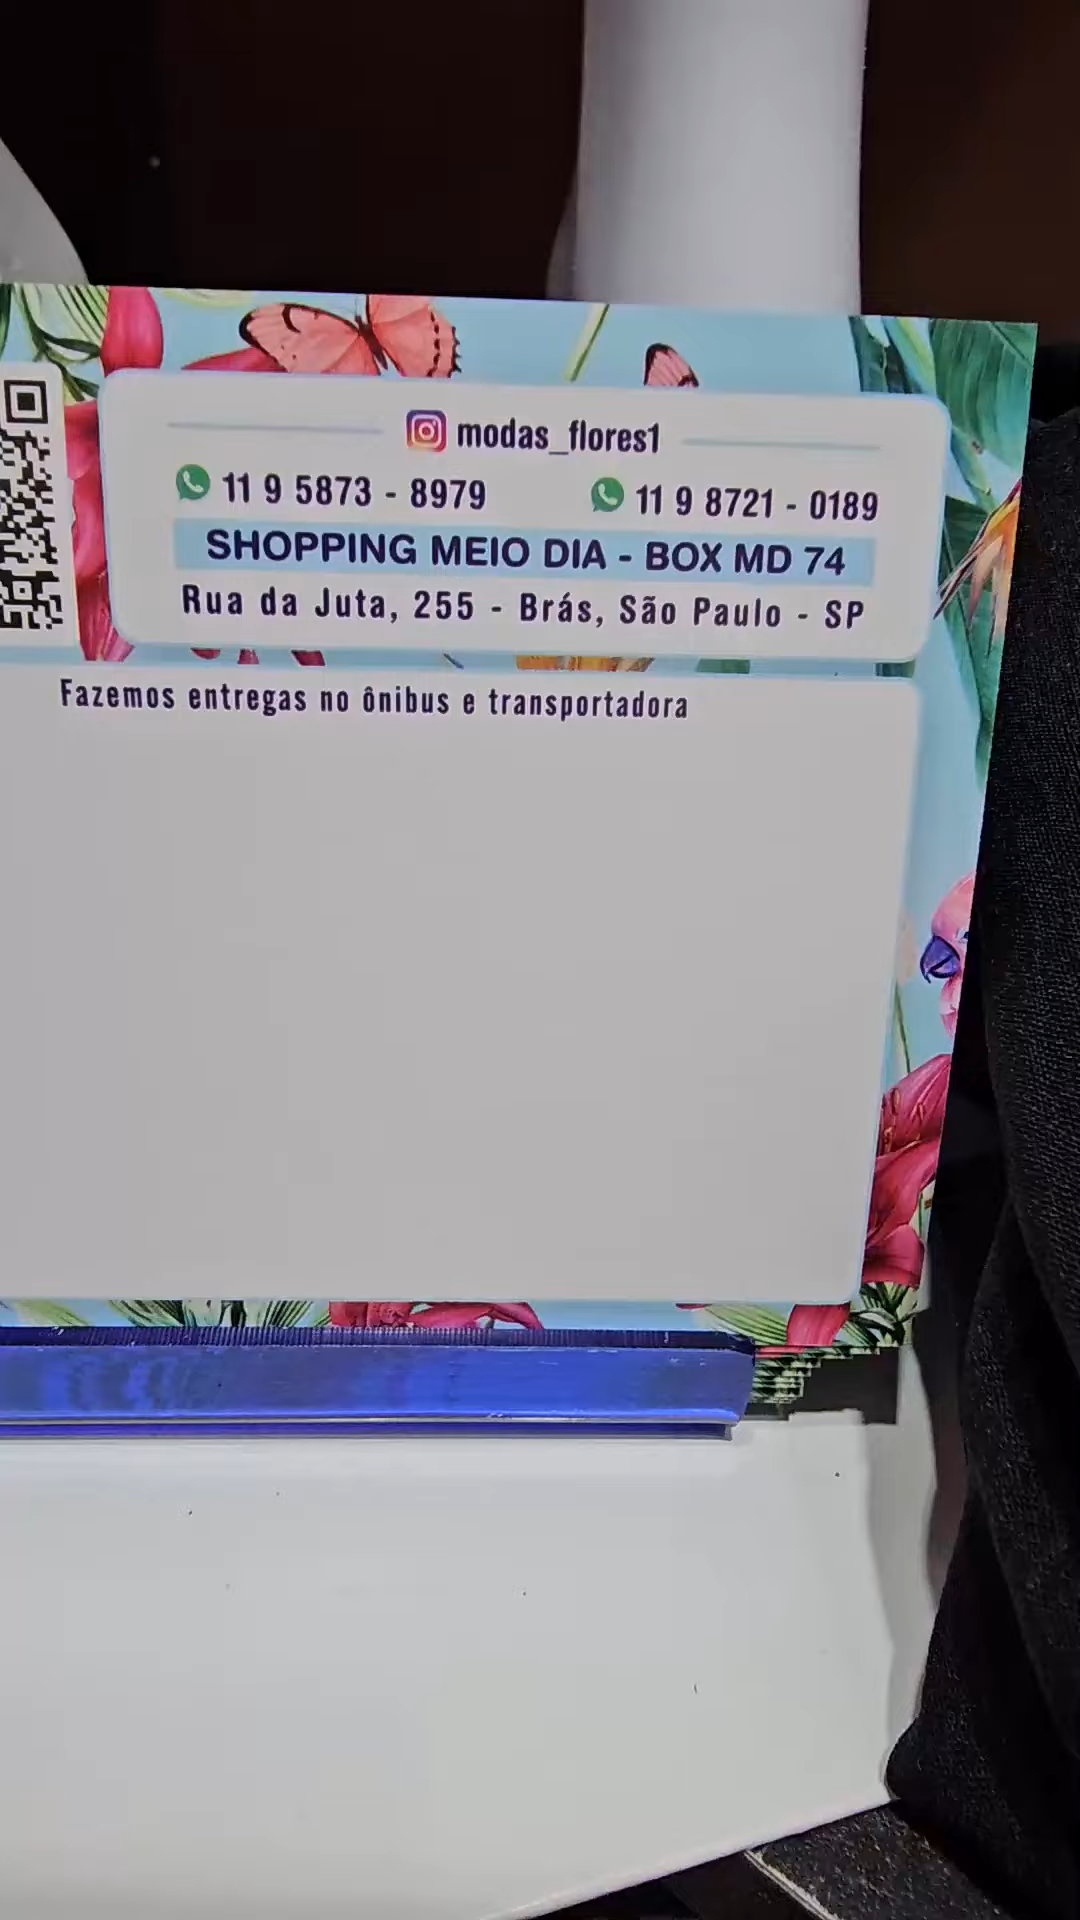 modas_flores1
11 9 5873 - 8979 11 9 8721 - 0189
SHOPPING MEIO DIA - BOX MD 74
Rua da Juta, 255 - Brás, São Paulo - SP
Fazemos entregas no ônibus e transportadora